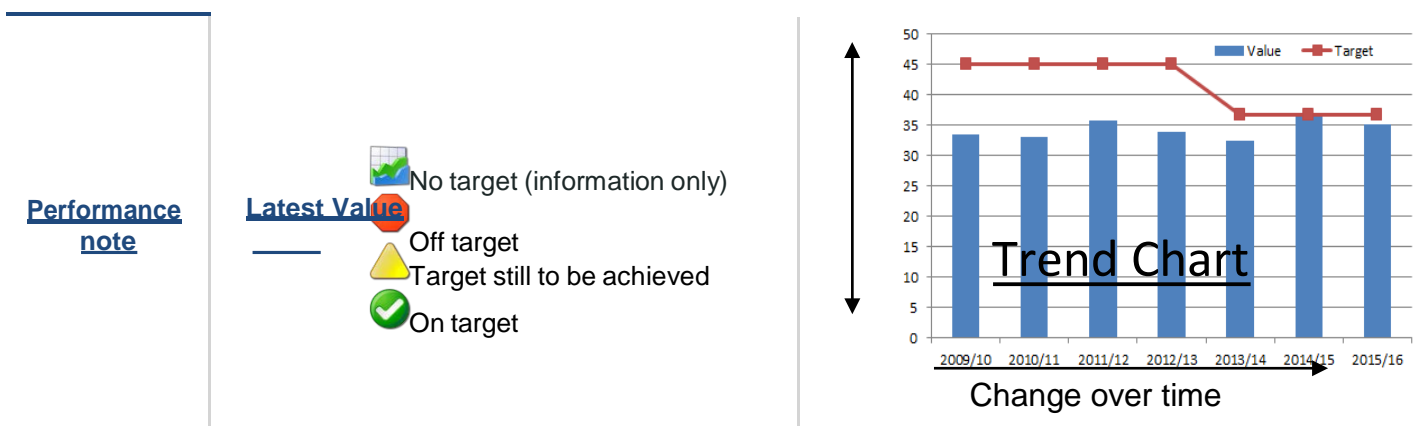 Performance
note
Latest Value
No target (information only)
Off target
Target still to be achieved
On target
50
45
40
35
30
25
20
15
10
5
0
Value Target
Trend Chart
2009/10 2010/11 2011/12 2012/13 2013/14 2014/15 2015/16
Change over time